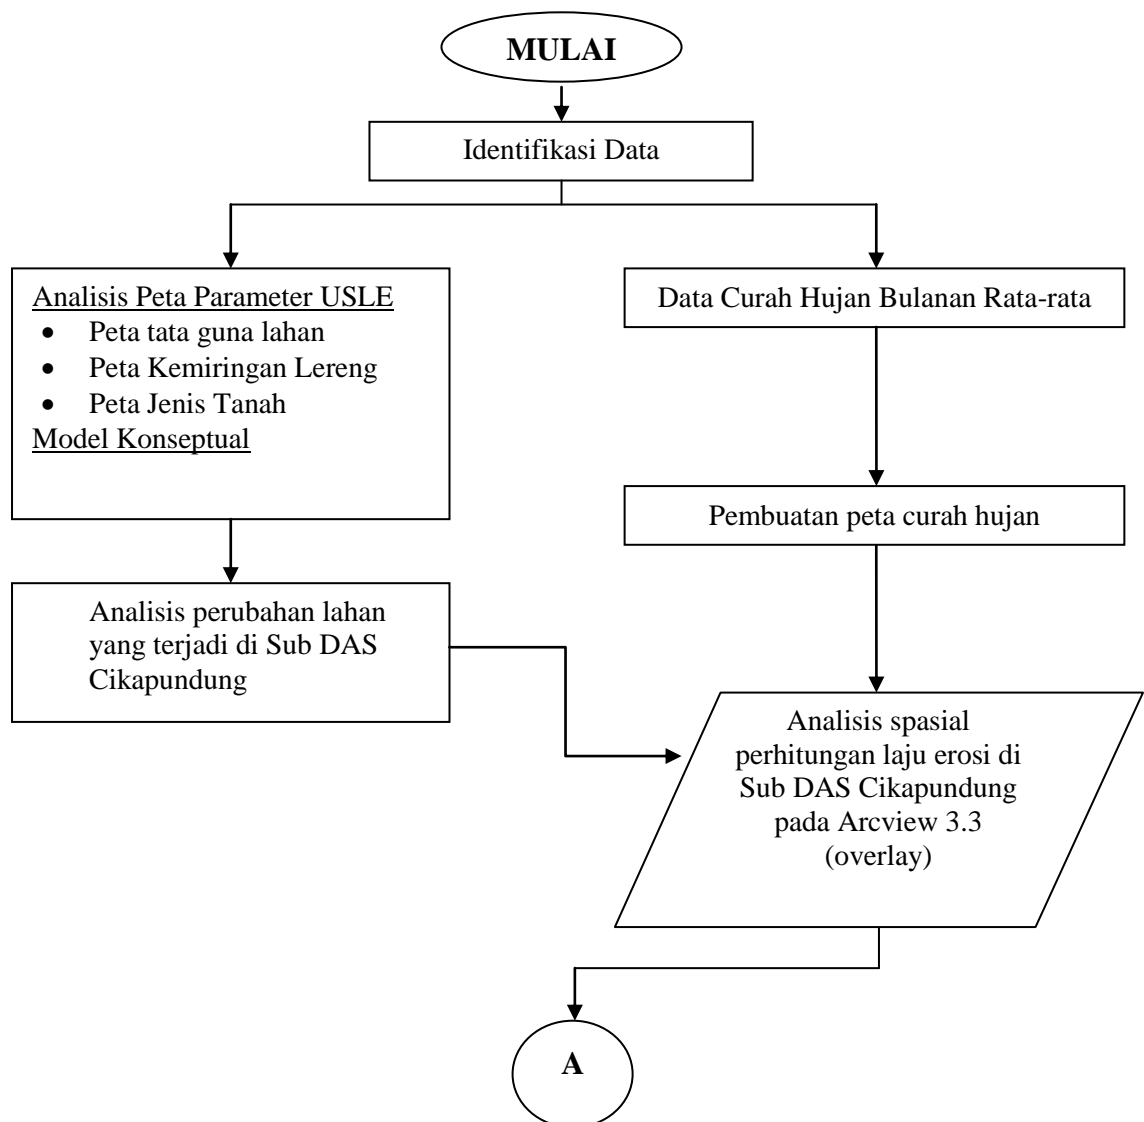 MULAI
Identifikasi Data
Analisis Peta Parameter USLE
• Peta tata guna lahan
• Peta Kemiringan Lereng
• Peta Jenis Tanah
Model Konseptual
Data Curah Hujan Bulanan Rata-rata
Pembuatan peta curah hujan
Analisis perubahan lahan
yang terjadi di Sub DAS
Cikapundung
Analisis spasial
perhitungan laju erosi di
Sub DAS Cikapundung
pada Arcview 3.3
(overlay)
A